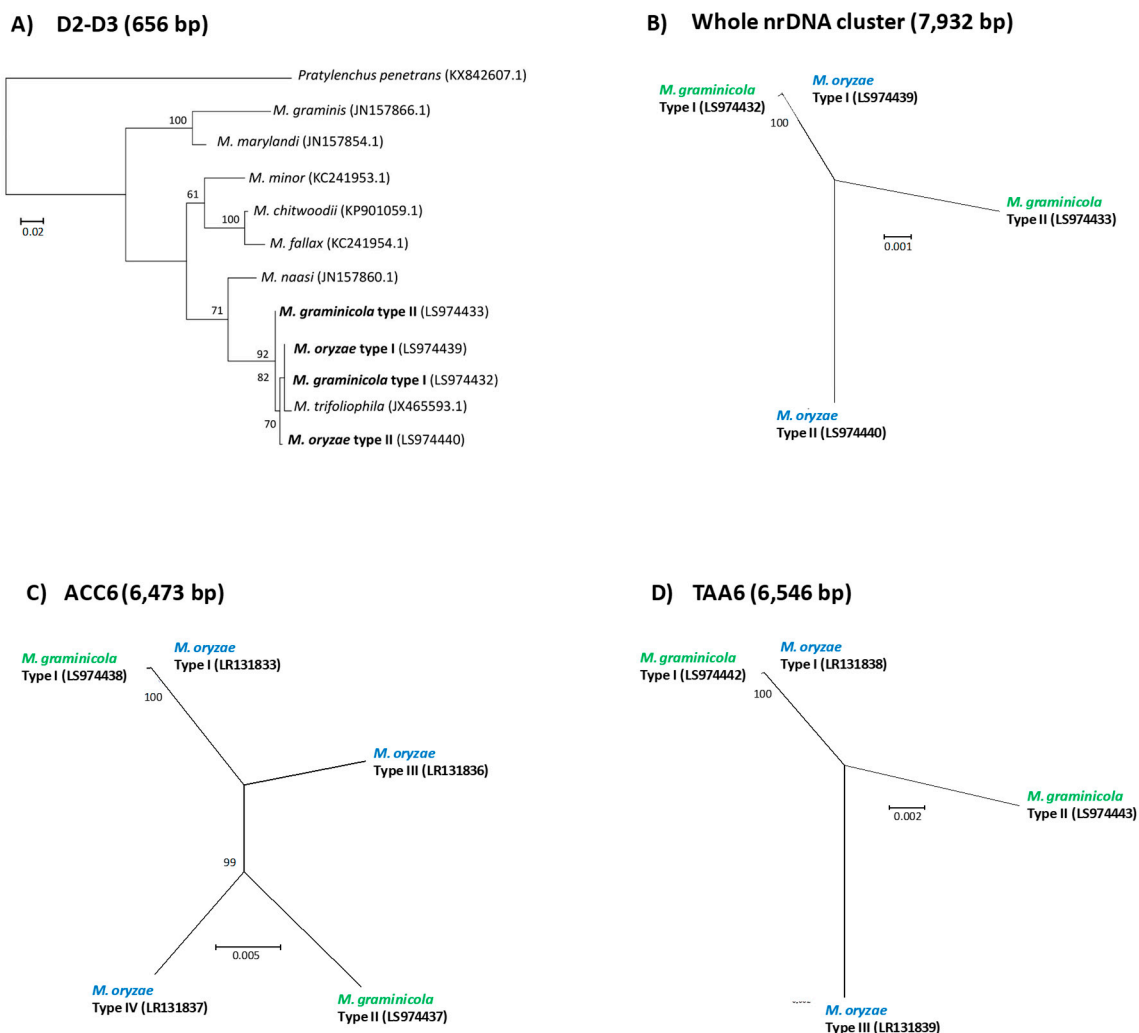 A) D2-D3 (656 bp)
Pratylenchus penetrans (KX842607.1)
M. graminis (JN157866.1)
100
M. marylandi (JN157854.1)
M. minor (KC241953.1)
61
M. chitwoodii (KP901059.1)
100
M. fallax (KC241954.1)
0.02
M. naasi (JN157860.1)
71
M. graminicola type II (LS974433)
M. oryzae type I (LS974439)
92
82
M. graminicola type I (LS974432)
M. trifoliophila (JX465593.1)
70
M. oryzae type II (LS974440)
B) Whole nrDNA cluster (7,932 bp)
M. graminicola
Type I (LS974432)
M. oryzae
Type I (LS974439)
100
M. graminicola
Type II (LS974433)
0.001
M. oryzae
Type II (LS974440)
C) ACC6 (6,473 bp)
M. graminicola
Type I (LS974438)
M. oryzae
Type I (LR131833)
100
M. oryzae
Type III (LR131836)
99
0.005
M. oryzae
Type IV (LR131837)
M. graminicola
Type II (LS974437)
D) TAA6 (6,546 bp)
M. graminicola
Type I (LS974442)
M. oryzae
Type I (LR131838)
100
M. graminicola
Type II (LS974443)
0.002
M. oryzae
Type III (LR131839)